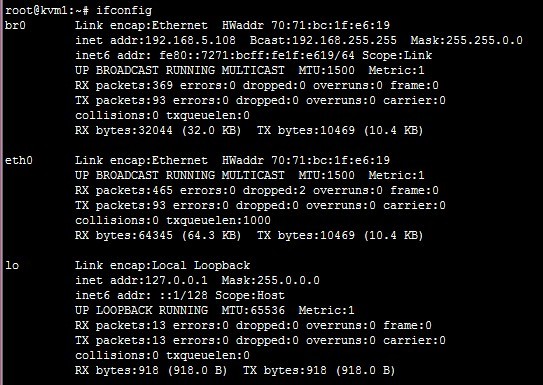 root@kvm1:~# ifconfig
br0       Link encap:Ethernet  HWaddr 70:71:bc:1f:e6:19
          inet addr:192.168.5.108  Bcast:192.168.255.255  Mask:255.255.0.0
          inet6 addr: fe80::7271:bcff:fe1f:e619/64 Scope:Link
          UP BROADCAST RUNNING MULTICAST  MTU:1500  Metric:1
          RX packets:369 errors:0 dropped:0 overruns:0 frame:0
          TX packets:93 errors:0 dropped:0 overruns:0 carrier:0
          collisions:0 txqueuelen:0
          RX bytes:32044 (32.0 KB)  TX bytes:10469 (10.4 KB)
eth0      Link encap:Ethernet  HWaddr 70:71:bc:1f:e6:19
          UP BROADCAST RUNNING MULTICAST  MTU:1500  Metric:1
          RX packets:465 errors:0 dropped:2 overruns:0 frame:0
          TX packets:93 errors:0 dropped:0 overruns:0 carrier:0
          collisions:0 txqueuelen:1000
          RX bytes:64345 (64.3 KB)  TX bytes:10469 (10.4 KB)
lo        Link encap:Local Loopback
          inet addr:127.0.0.1  Mask:255.0.0.0
          inet6 addr: ::1/128 Scope:Host
          UP LOOPBACK RUNNING  MTU:65536  Metric:1
          RX packets:13 errors:0 dropped:0 overruns:0 frame:0
          TX packets:13 errors:0 dropped:0 overruns:0 carrier:0
          collisions:0 txqueuelen:0
          RX bytes:918 (918.0 B)  TX bytes:918 (918.0 B)